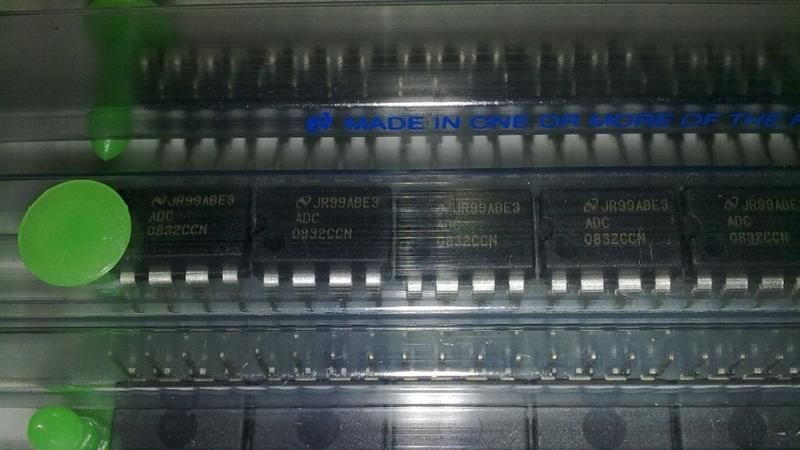 MADE IN ONE OR MORE OF THE
JR99ABE3
ADC
0832CCN
JR99ABE3
ADC
0832CCN
JR99ABE3
ADC
0832CCN
JR99ABE3
ADC
0832CCN
JR99ABE3
ADC
0832CCN